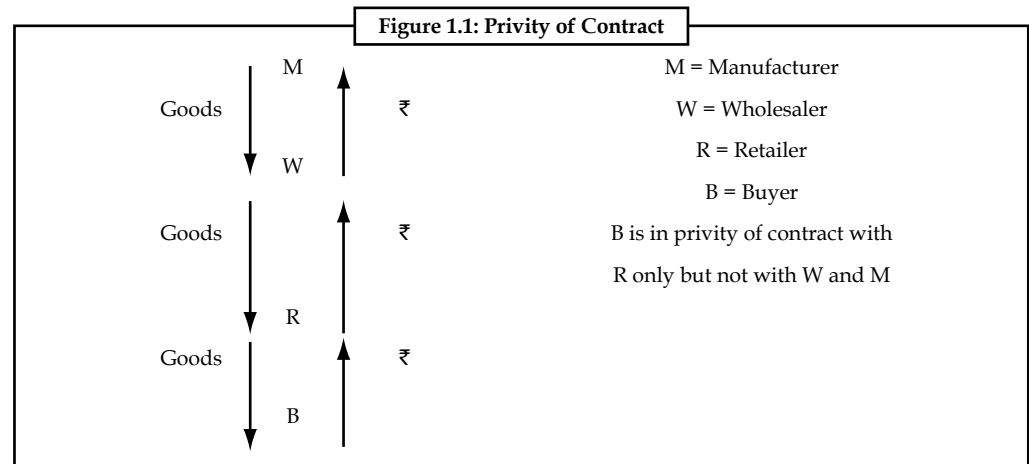 Figure 1.1: Privity of Contract
M
Goods ₹
W
Goods ₹
R
Goods ₹
B
M = Manufacturer
W = Wholesaler
R = Retailer
B = Buyer
B is in privity of contract with
R only but not with W and M